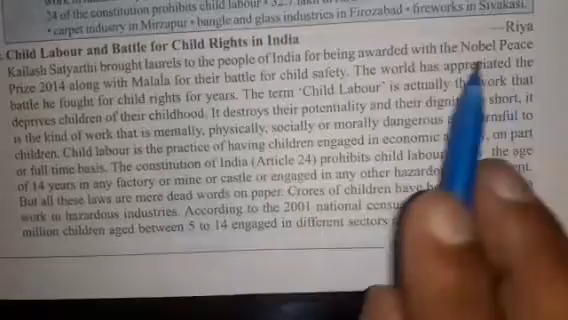 24 of the constitution prohibits child labour •
• carpet industry in Mirzapur • bangle and glass industries in Firozabad • fireworks in Sivakasi.
—Riya
Child Labour and Battle for Child Rights in India
Kailash Satyarthi brought laurels to the people of India for being awarded with the Nobel Peace
Prize 2014 along with Malala for their battle for child safety. The world has appreciated the
battle he fought for child rights for years. The term 'Child Labour' is actually the work that
deprives children of their childhood. It destroys their potentiality and their short, it
is the kind of work that is mentally, physically, socially or morally dangerous to
children. Child labour is the practice of having children engaged in economic on part
or full time basis. The constitution of India (Article 24) prohibits child labour the age
of 14 years in any factory or mine or castle or engaged in any other
But all these laws are mere dead words on paper. Crores of children have
work in hazardous industries. According to the 2001 national
million children aged between 5 to 14 engaged in different sectors